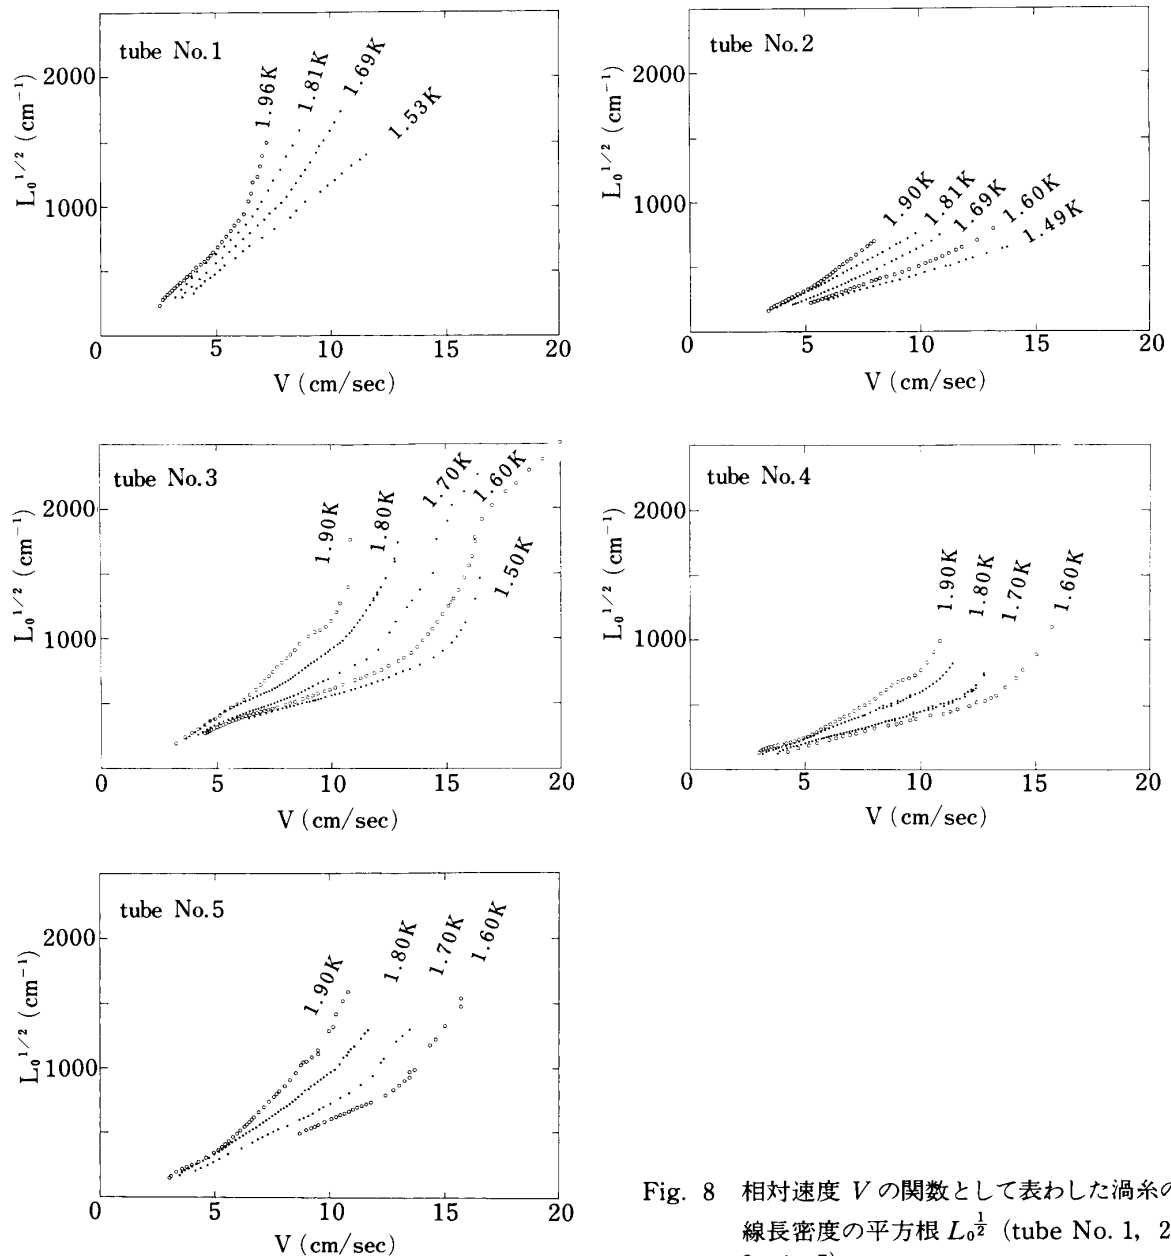 tube No.1
L₀^{1/2} (cm⁻¹)
2000
1000
1.96K
1.81K
1.69K
1.53K
0 5 10 15 20
V (cm/sec)
tube No.2
L₀^{1/2} (cm⁻¹)
2000
1000
1.90K
1.81K
1.69K
1.60K
1.49K
0 5 10 15 20
V (cm/sec)
tube No.3
L₀^{1/2} (cm⁻¹)
2000
1000
1.90K
1.80K
1.70K
1.60K
1.50K
0 5 10 15 20
V (cm/sec)
tube No.4
L₀^{1/2} (cm⁻¹)
2000
1000
1.90K
1.80K
1.70K
1.60K
0 5 10 15 20
V (cm/sec)
tube No.5
L₀^{1/2} (cm⁻¹)
2000
1000
1.90K
1.80K
1.70K
1.60K
0 5 10 15 20
V (cm/sec)
Fig. 8 相対速度 V の関数として表わした渦糸の
線長密度の平方根 L₀^{1/2} (tube No. 1, 2